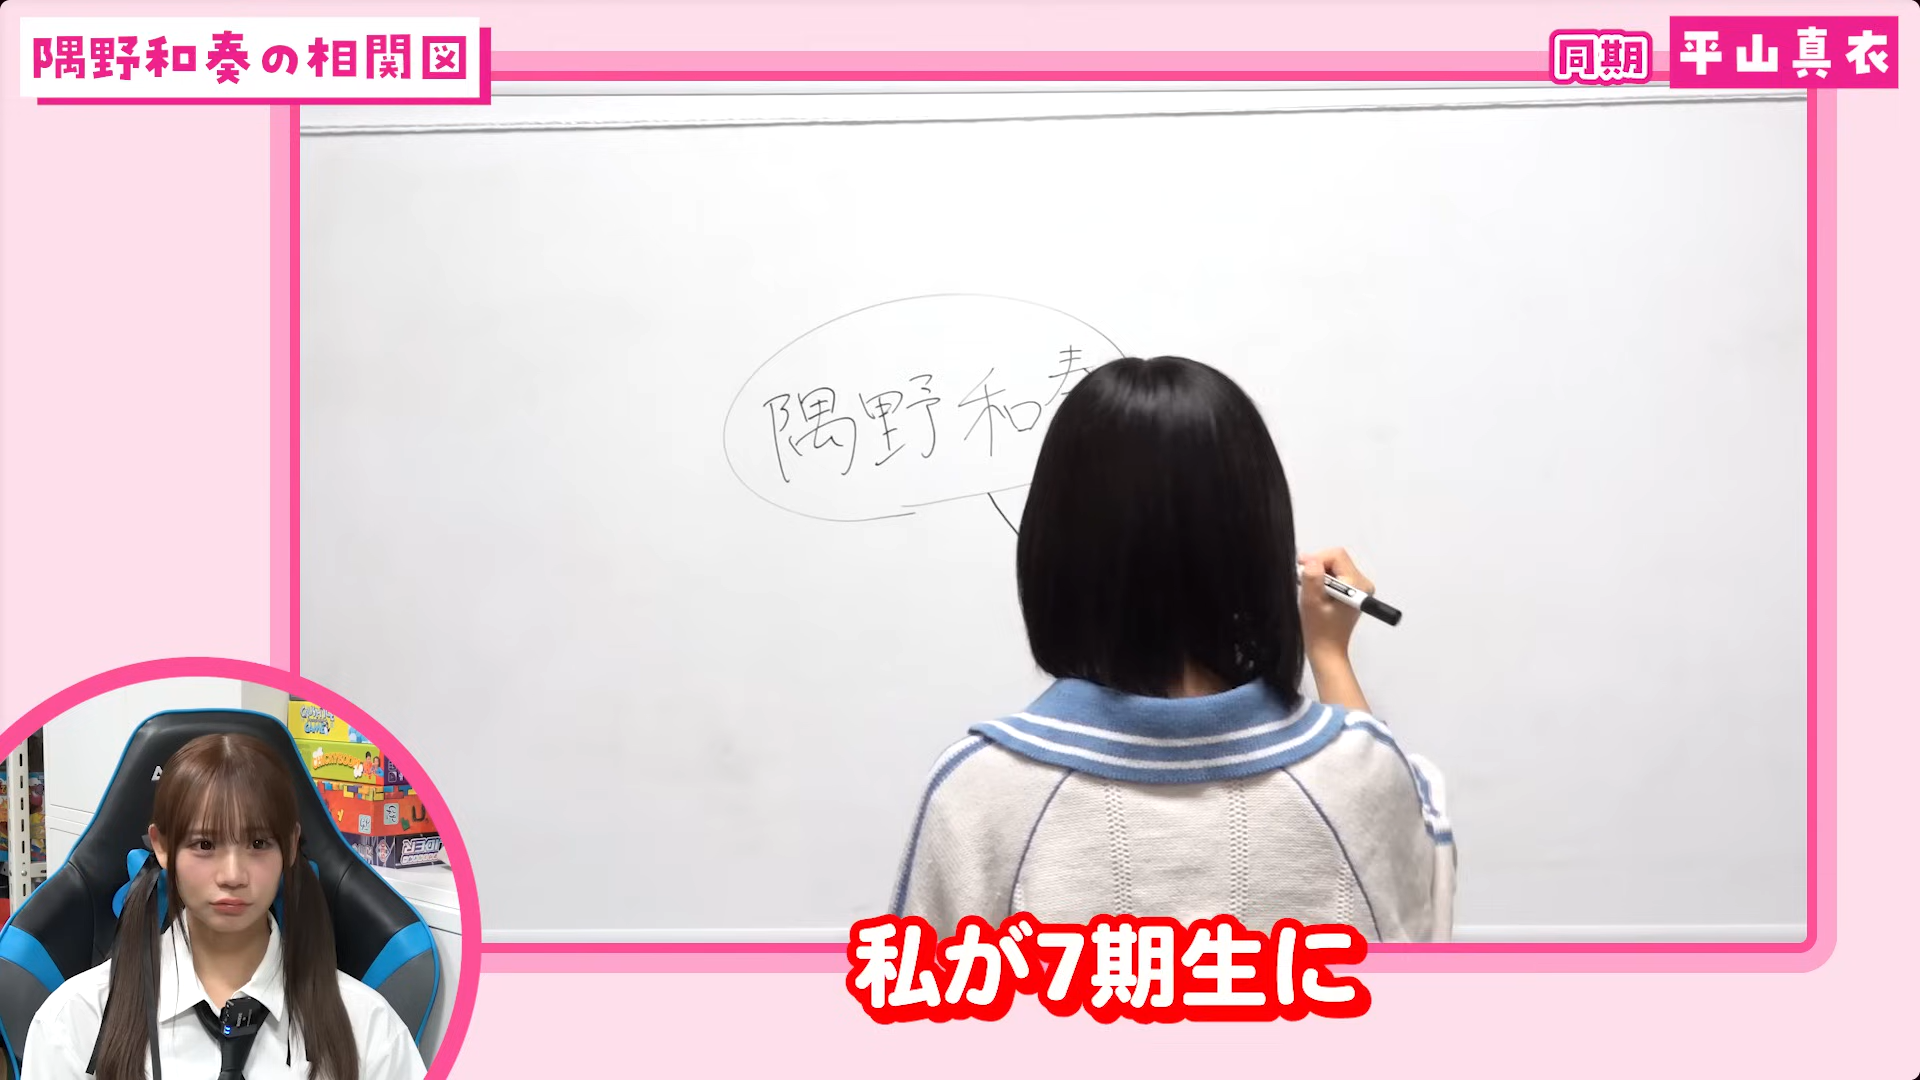 隅野和奏の相関図
同期 平山真衣
隅野和奏
私が7期生に